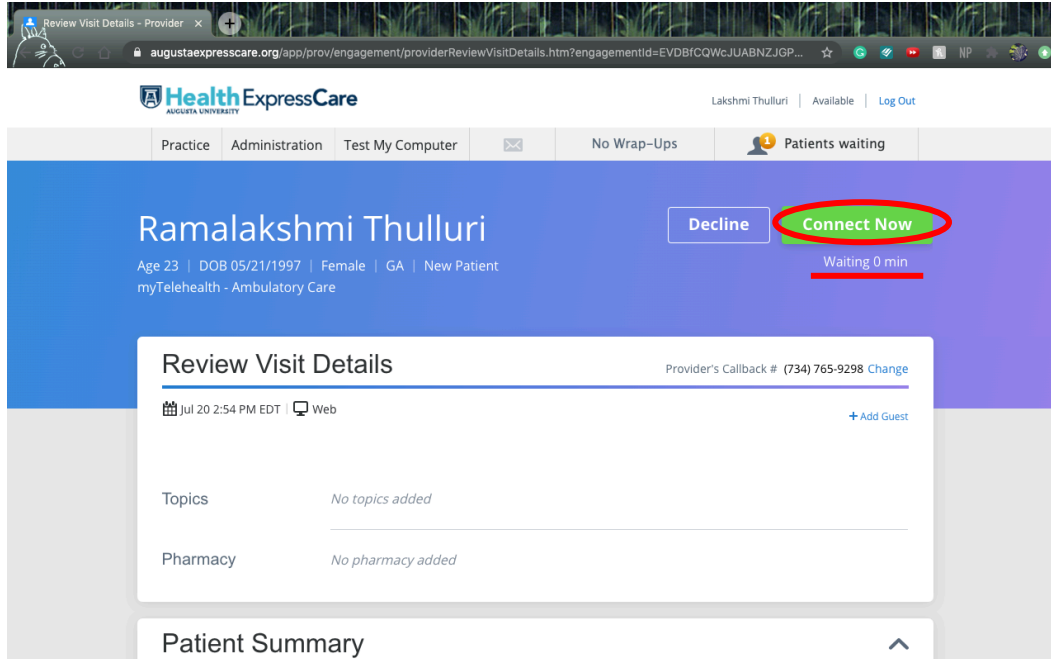 Review Visit Details - Provider
augustaexpresscare.org/app/prov/engagement/providerReviewVisitDetails.htm?engagementId=EVDBfCQWcJUABNZJGP...
NP
Health ExpressCare
AUGUSTA UNIVERSITY
Lakshmi Thulluri | Available | Log Out
Practice Administration Test My Computer No Wrap-Ups 1 Patients waiting
Ramalakshmi Thulluri
Decline Connect Now
Age 23 | DOB 05/21/1997 | Female | GA | New Patient
Waiting 0 min
myTelehealth - Ambulatory Care
Review Visit Details
Provider's Callback # (734) 765-9298 Change
Jul 20 2:54 PM EDT | Web
+ Add Guest
Topics No topics added
Pharmacy No pharmacy added
Patient Summary